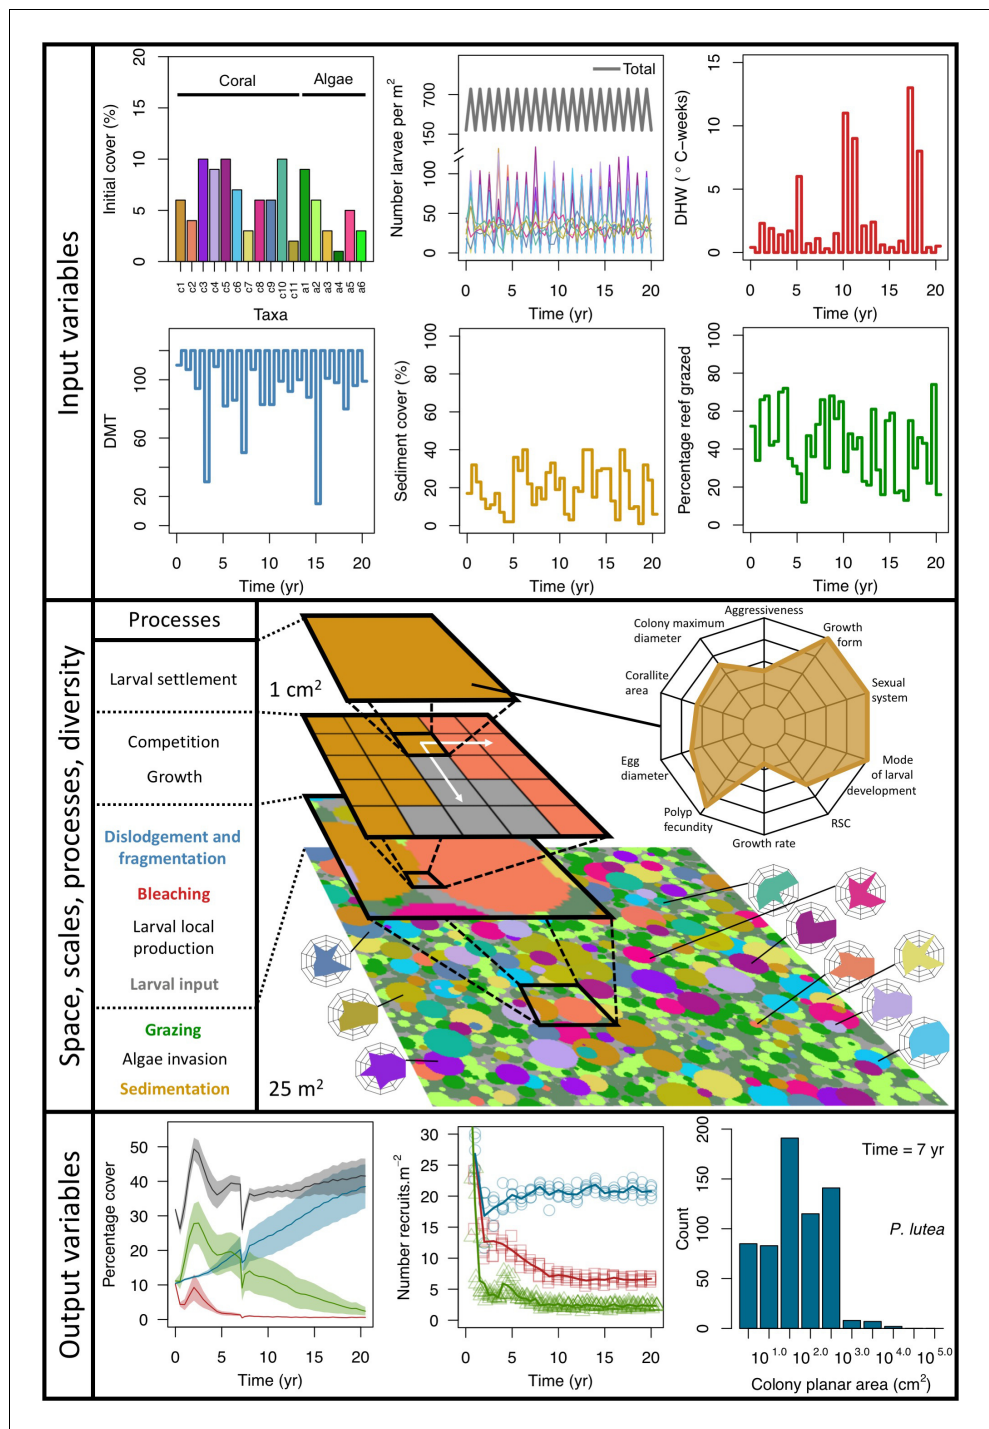 Input variables
Initial cover (%)
20
15
10
5
0
Coral
Algae
c1 c2 c3 c4 c5 c6 c7 c8 c9 c10 c11 a1 a2 a3 a4 a5 a6
Taxa
Number larvae per m2
700
150
100
50
0
Total
0 5 10 15 20
Time (yr)
DHW ( ° C-weeks)
15
10
5
0
0 5 10 15 20
Time (yr)
DMT
100
60
20
0
0 5 10 15 20
Time (yr)
Sediment cover (%)
100
80
60
40
20
0
0 5 10 15 20
Time (yr)
Percentage reef grazed
100
80
60
40
20
0
0 5 10 15 20
Time (yr)
Space, scales, processes, diversity
Processes
Larval settlement
Competition
Growth
Dislodgement and
fragmentation
Bleaching
Larval local
production
Larval input
Grazing
Algae invasion
Sedimentation
1 cm2
25 m2
Aggressiveness
Growth
form
Sexual
system
Mode
of larval
development
RSC
Growth rate
Polyp
fecundity
Egg
diameter
Corallite
area
Colony maximum
diameter
Output variables
Percentage cover
50
40
30
20
10
0
0 5 10 15 20
Time (yr)
Number recruits.m−2
30
25
20
15
10
5
0
0 5 10 15 20
Time (yr)
Count
200
150
100
50
0
Time = 7 yr
P. lutea
10 1.0 10 2.0 10 3.0 10 4.0 10 5.0
Colony planar area (cm2)